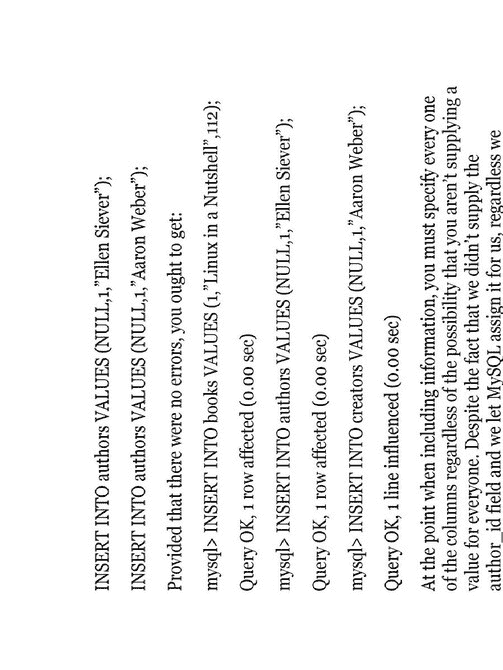 INSERT INTO authors VALUES (NULL,1,”Ellen Siever”);
INSERT INTO authors VALUES (NULL,1,”Aaron Weber”);
Provided that there were no errors, you ought to get:
mysql> INSERT INTO books VALUES (1,”Linux in a Nutshell”,112);
Query OK, 1 row affected (0.00 sec)
mysql> INSERT INTO authors VALUES (NULL,1,”Ellen Siever”);
Query OK, 1 row affected (0.00 sec)
mysql> INSERT INTO creators VALUES (NULL,1,”Aaron Weber”);
Query OK, 1 line influenced (0.00 sec)
At the point when including information, you must specify every one
of the columns regardless of the possibility that you aren’t supplying a
value for everyone. Despite the fact that we didn’t supply the
author_id field and we let MySQL assign it for us, regardless we